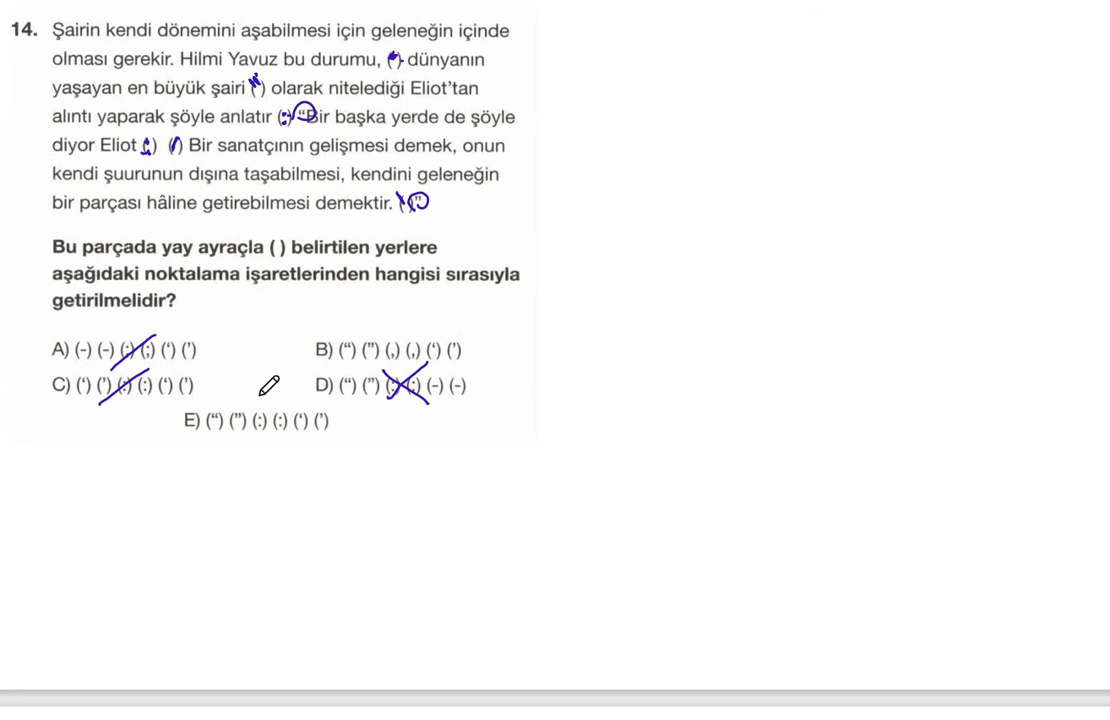 14. Şairin kendi dönemini aşabilmesi için geleneğin içinde
olması gerekir. Hilmi Yavuz bu durumu, (“) dünyanın
yaşayan en büyük şairi (”) olarak nitelediği Eliot’tan
alıntı yaparak şöyle anlatır (:) “Bir başka yerde de şöyle
diyor Eliot (:) (‘) Bir sanatçının gelişmesi demek, onun
kendi şuurunun dışına taşabilmesi, kendini geleneğin
bir parçası hâline getirebilmesi demektir. (’)”
Bu parçada yay ayraçla ( ) belirtilen yerlere
aşağıdaki noktalama işaretlerinden hangisi sırasıyla
getirilmelidir?
A) (-) (-) (;) (;) (‘) (’) B) (“) (”) (,) (,) (‘) (’)
C) (‘) (’) (:) (:) (‘) (’) D) (“) (”) (;) (;) (-) (-)
E) (“) (”) (:) (:) (‘) (’)